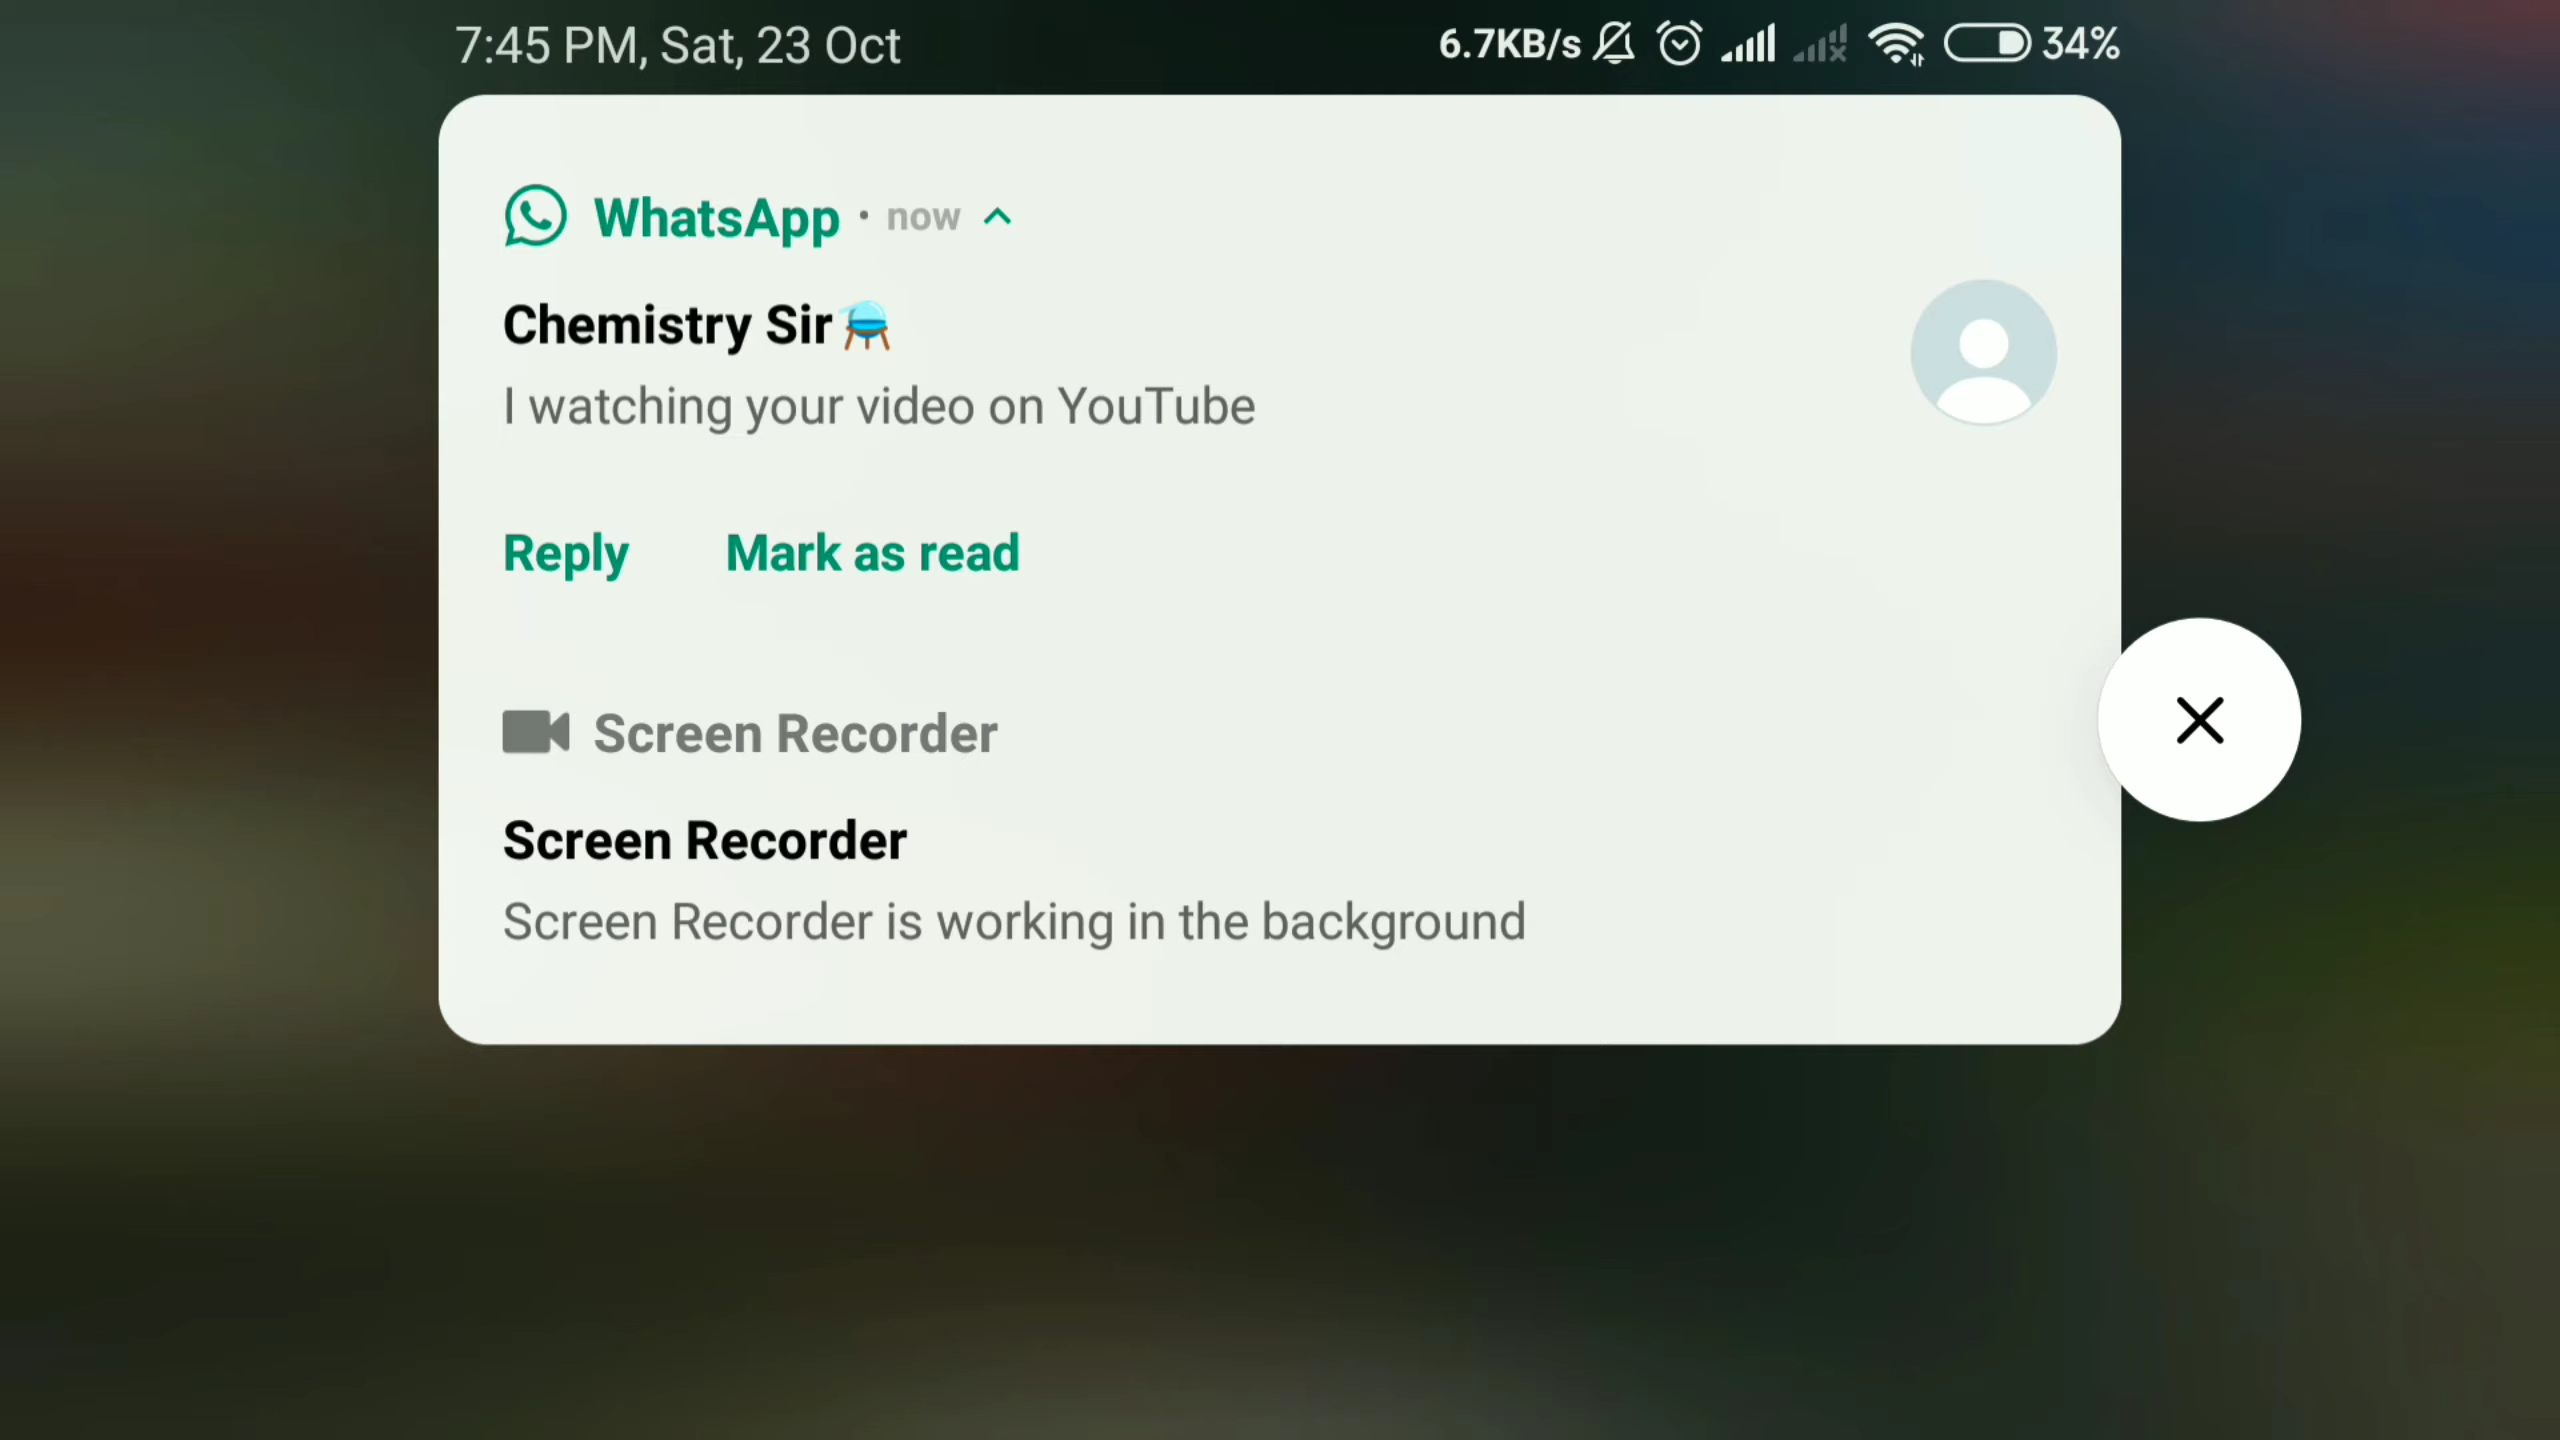 7:45 PM, Sat, 23 Oct 6.7KB/s 34%
WhatsApp · now
Chemistry Sir⚗️
I watching your video on YouTube
Reply Mark as read
Screen Recorder
Screen Recorder
Screen Recorder is working in the background